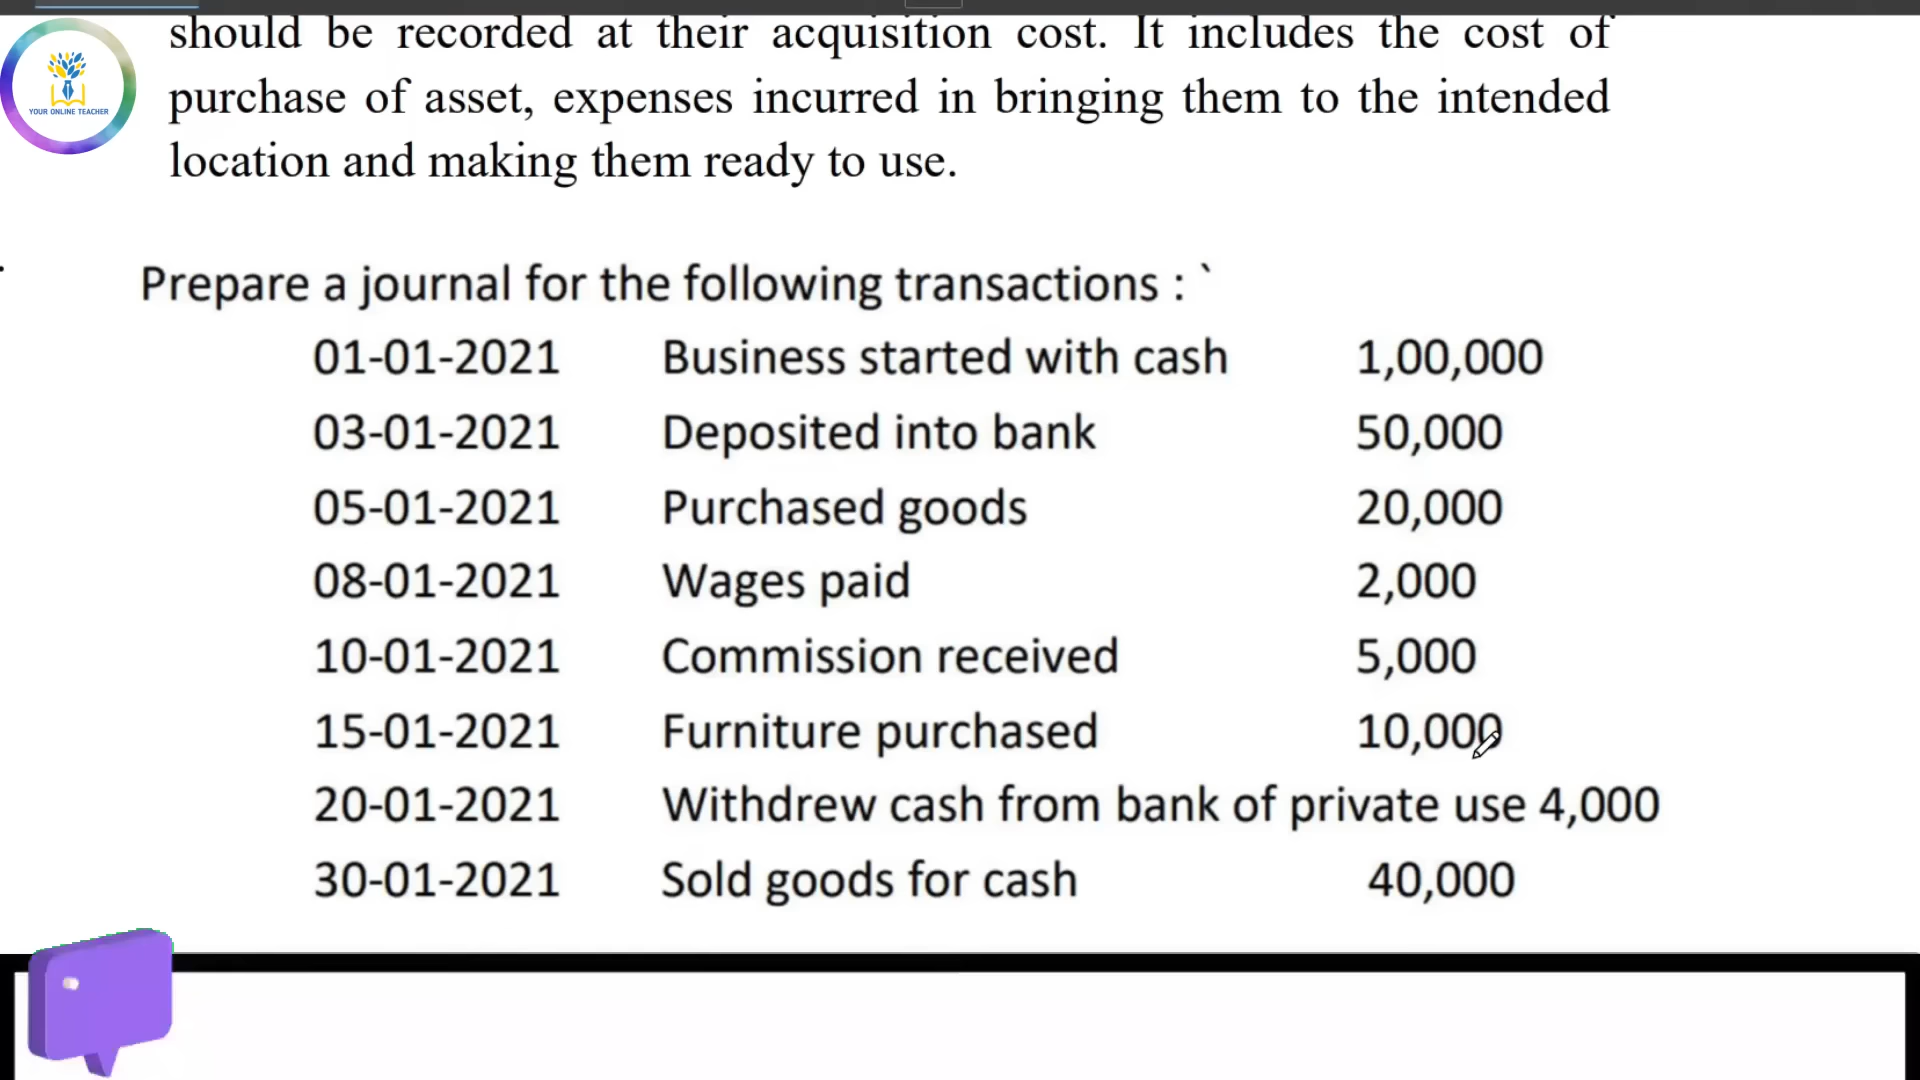 should be recorded at their acquisition cost. It includes the cost of
purchase of asset, expenses incurred in bringing them to the intended
location and making them ready to use.
YOUR ONLINE TEACHER
Prepare a journal for the following transactions : `
01-01-2021 Business started with cash 1,00,000
03-01-2021 Deposited into bank 50,000
05-01-2021 Purchased goods 20,000
08-01-2021 Wages paid 2,000
10-01-2021 Commission received 5,000
15-01-2021 Furniture purchased 10,000
20-01-2021 Withdrew cash from bank of private use 4,000
30-01-2021 Sold goods for cash 40,000